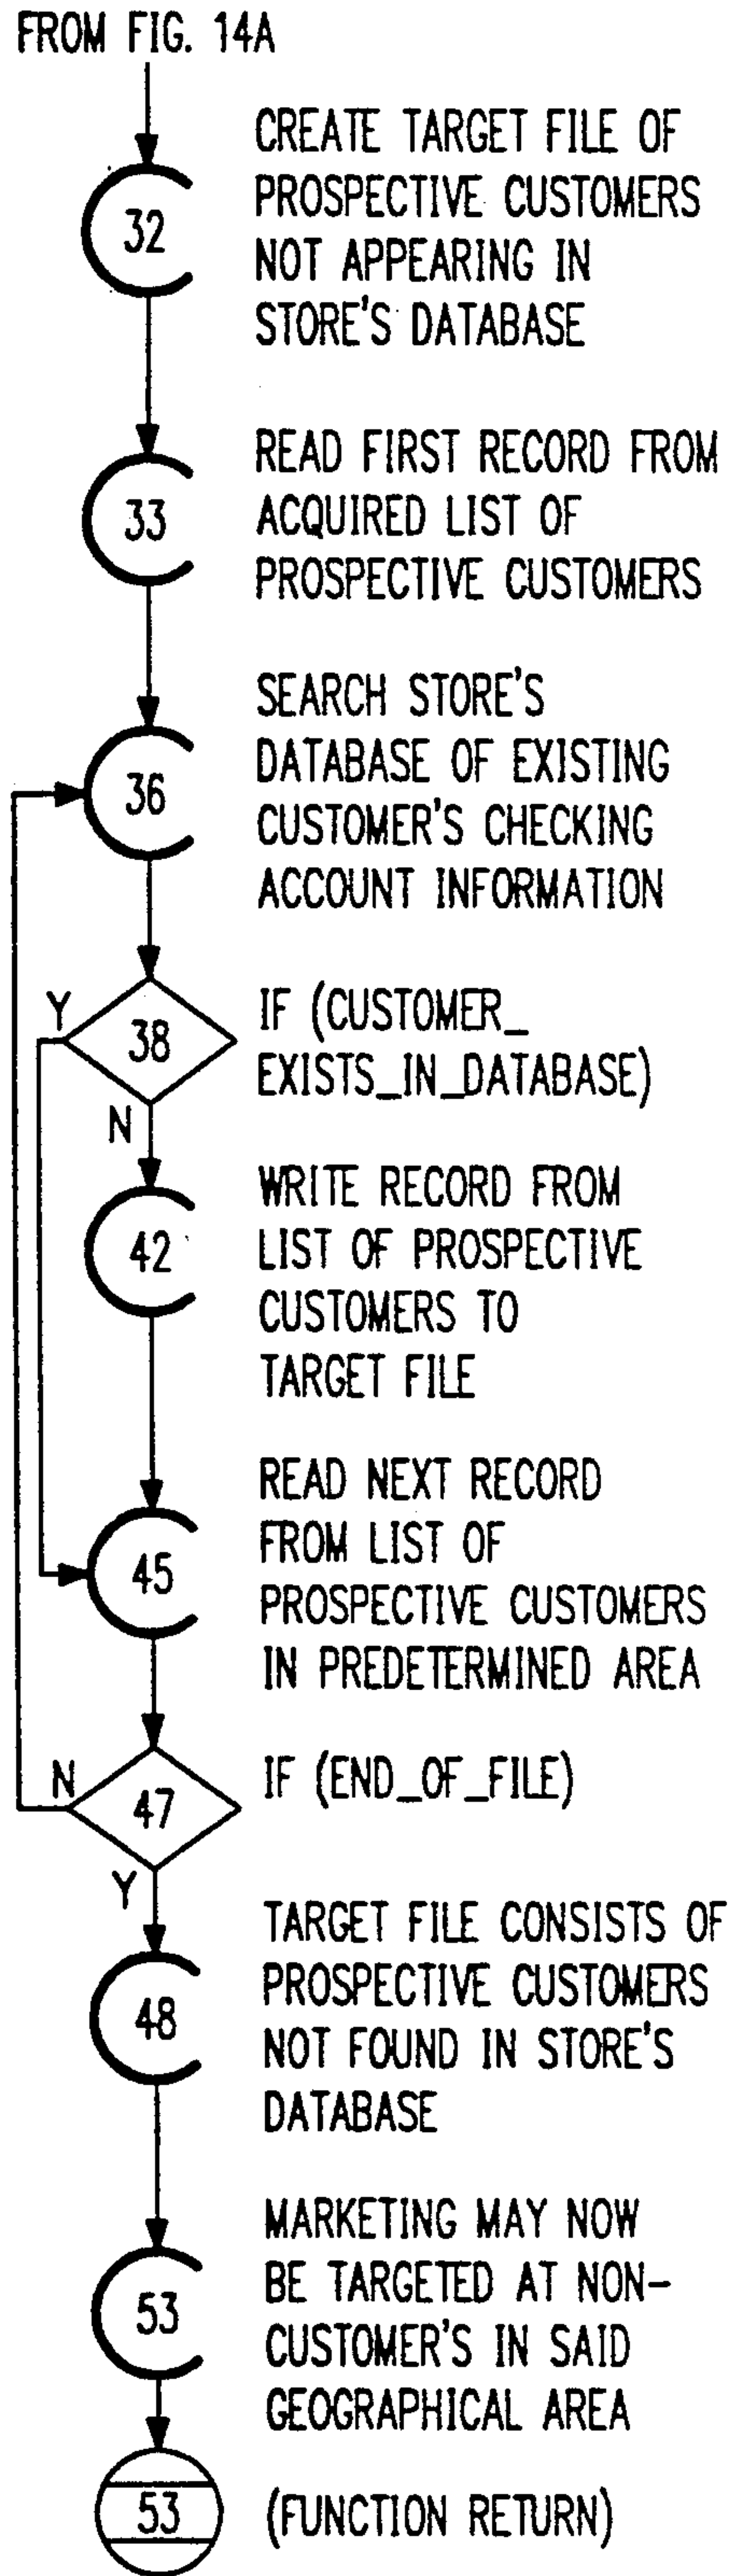 FROM FIG. 14A
32
CREATE TARGET FILE OF
PROSPECTIVE CUSTOMERS
NOT APPEARING IN
STORE'S DATABASE
33
READ FIRST RECORD FROM
ACQUIRED LIST OF
PROSPECTIVE CUSTOMERS
36
SEARCH STORE'S
DATABASE OF EXISTING
CUSTOMER'S CHECKING
ACCOUNT INFORMATION
Y
38
N
IF (CUSTOMER_
EXISTS_IN_DATABASE)
42
WRITE RECORD FROM
LIST OF PROSPECTIVE
CUSTOMERS TO
TARGET FILE
45
READ NEXT RECORD
FROM LIST OF
PROSPECTIVE CUSTOMERS
IN PREDETERMINED AREA
N
47
Y
IF (END_OF_FILE)
48
TARGET FILE CONSISTS OF
PROSPECTIVE CUSTOMERS
NOT FOUND IN STORE'S
DATABASE
53
MARKETING MAY NOW
BE TARGETED AT NON-
CUSTOMER'S IN SAID
GEOGRAPHICAL AREA
53
(FUNCTION RETURN)